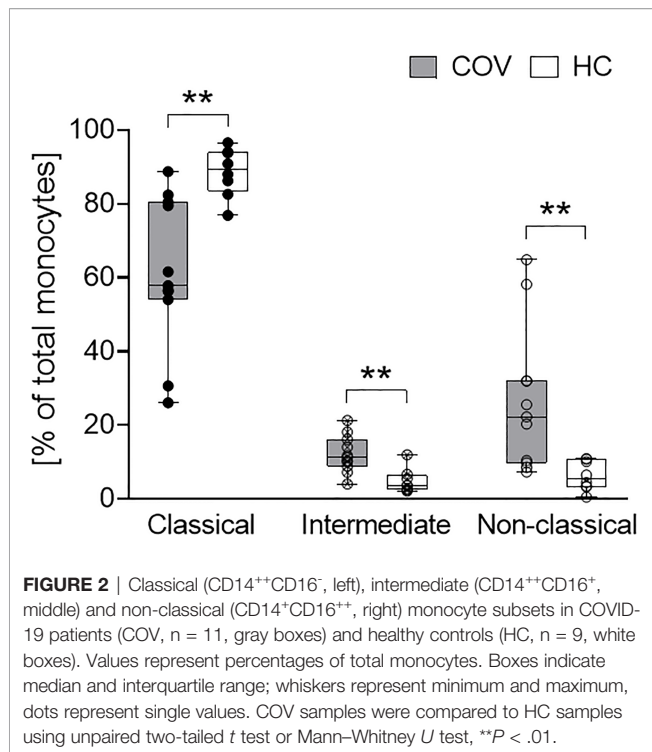 COV HC
**
**
**
100
80
60
40
20
0
[% of total monocytes]
Classical Intermediate Non-classical
FIGURE 2 | Classical (CD14⁺⁺CD16⁻, left), intermediate (CD14⁺⁺CD16⁺,
middle) and non-classical (CD14⁺CD16⁺⁺, right) monocyte subsets in COVID-
19 patients (COV, n = 11, gray boxes) and healthy controls (HC, n = 9, white
boxes). Values represent percentages of total monocytes. Boxes indicate
median and interquartile range; whiskers represent minimum and maximum,
dots represent single values. COV samples were compared to HC samples
using unpaired two-tailed t test or Mann–Whitney U test, **P < .01.